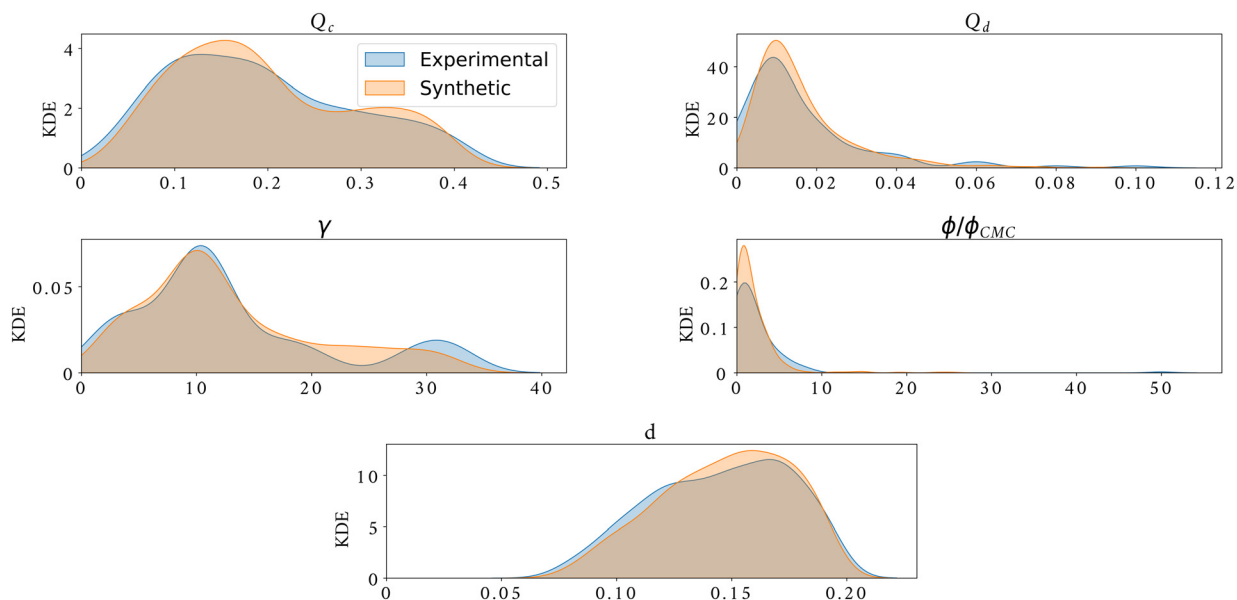 Q_c
KDE
4
2
0
0 0.1 0.2 0.3 0.4 0.5
Experimental
Synthetic
Q_d
KDE
40
20
0
0 0.02 0.04 0.06 0.08 0.10 0.12
γ
KDE
0.05
0
0 10 20 30 40
ϕ/ϕ_CMC
KDE
0.2
0.1
0
0 10 20 30 40 50
d
KDE
10
5
0
0 0.05 0.10 0.15 0.20